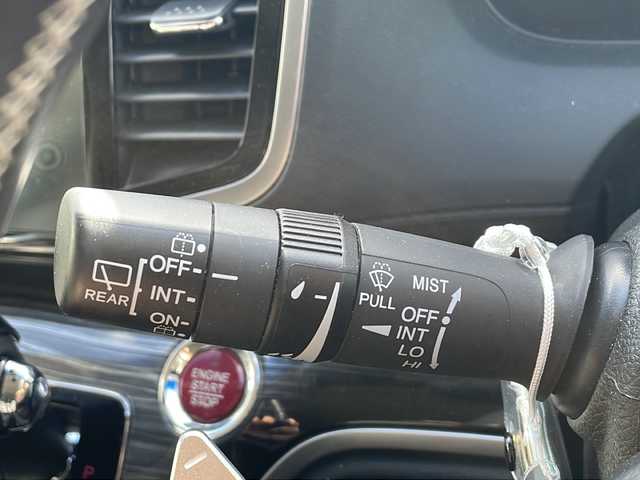 OFF
REAR
INT
ON
MIST
PULL
OFF
INT
LO
HI
ENGINE
START
STOP
P